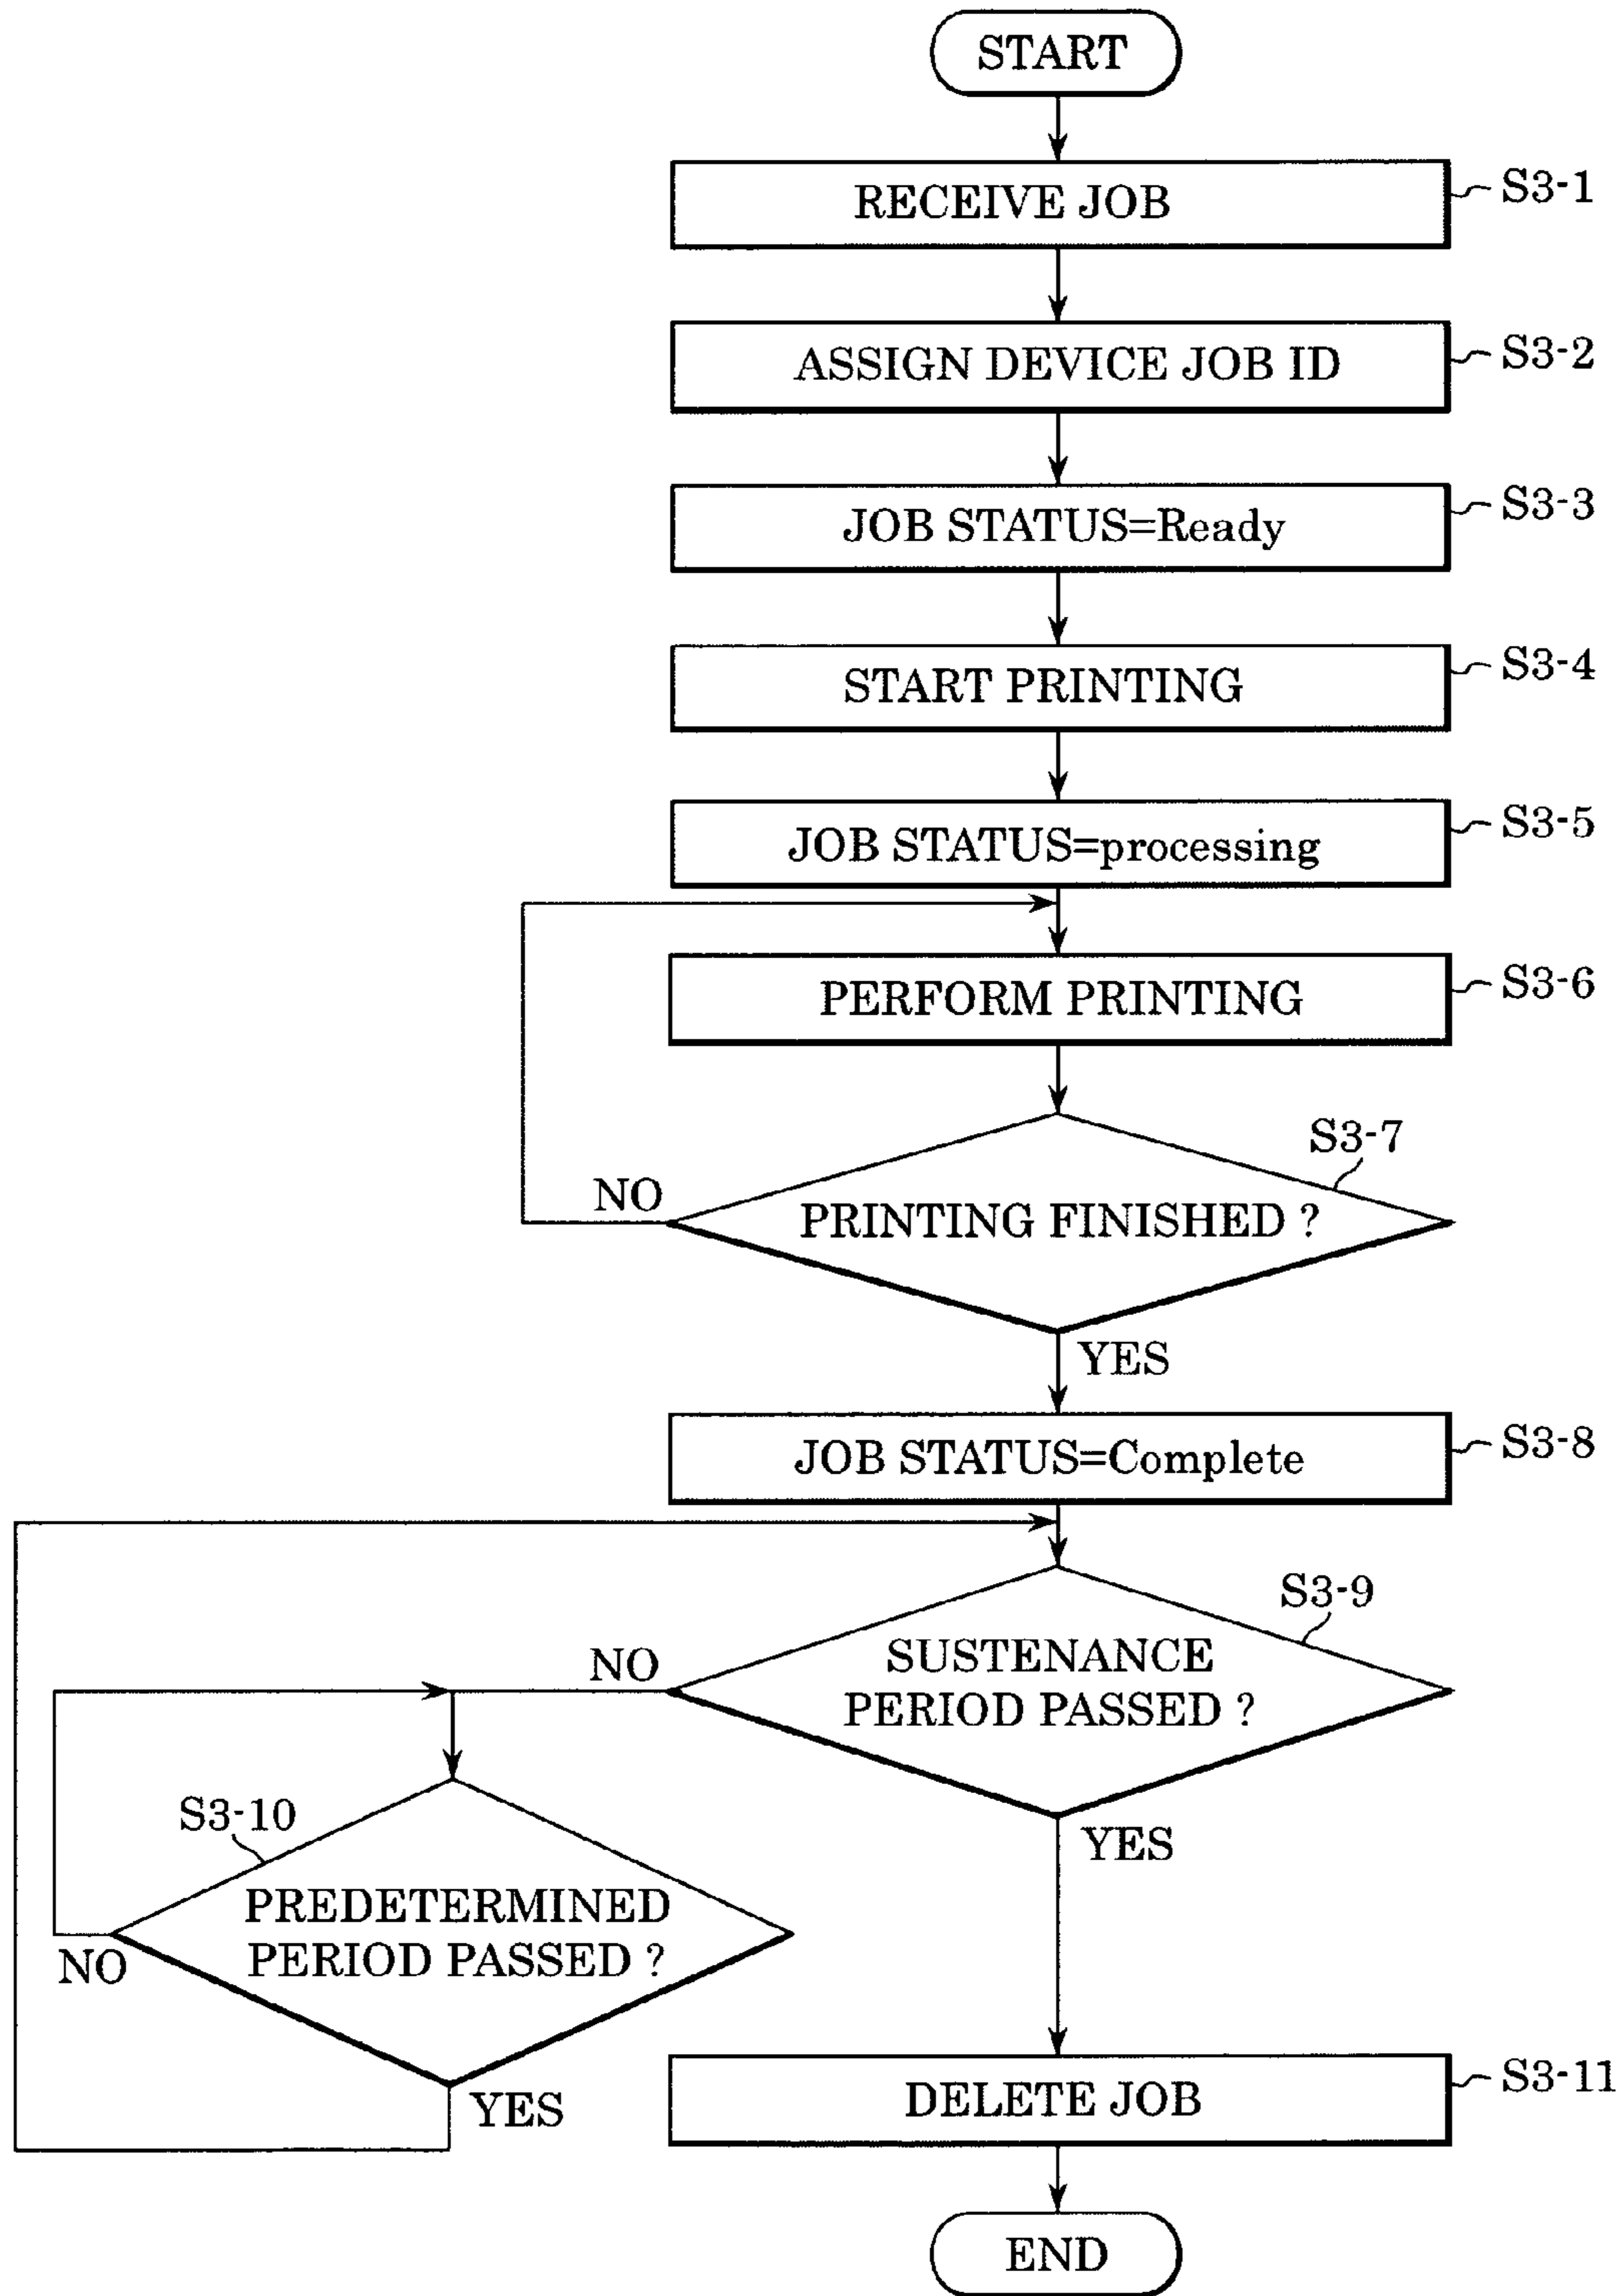 START
RECEIVE JOB
S3-1
ASSIGN DEVICE JOB ID
S3-2
JOB STATUS=Ready
S3-3
START PRINTING
S3-4
JOB STATUS=processing
S3-5
PERFORM PRINTING
S3-6
S3-7
NO
PRINTING FINISHED ?
YES
JOB STATUS=Complete
S3-8
S3-9
NO
SUSTENANCE
PERIOD PASSED ?
YES
S3-10
PREDETERMINED
PERIOD PASSED ?
NO
YES
DELETE JOB
S3-11
END